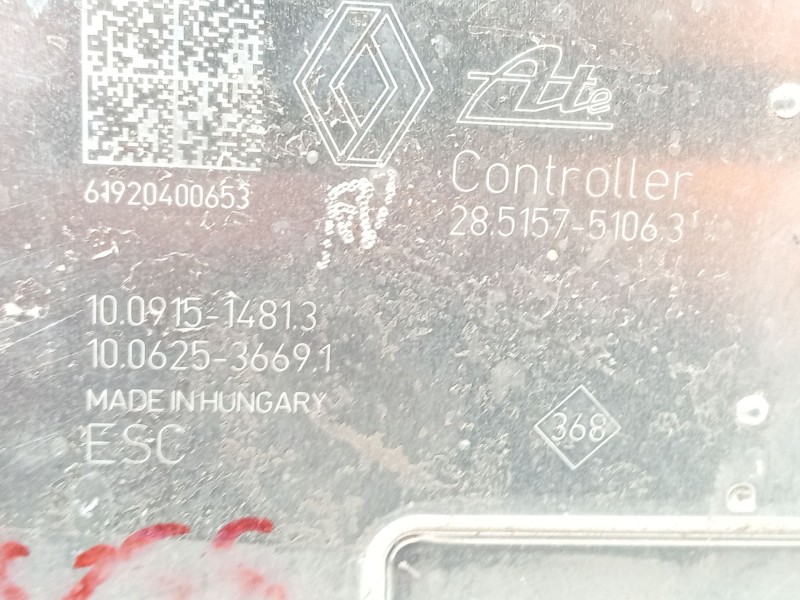 Ate
61920400653
Controller
28.5157-5106.3
10.0915-1481.3
10.0625-3669.1
MADE IN HUNGARY
ESC
368